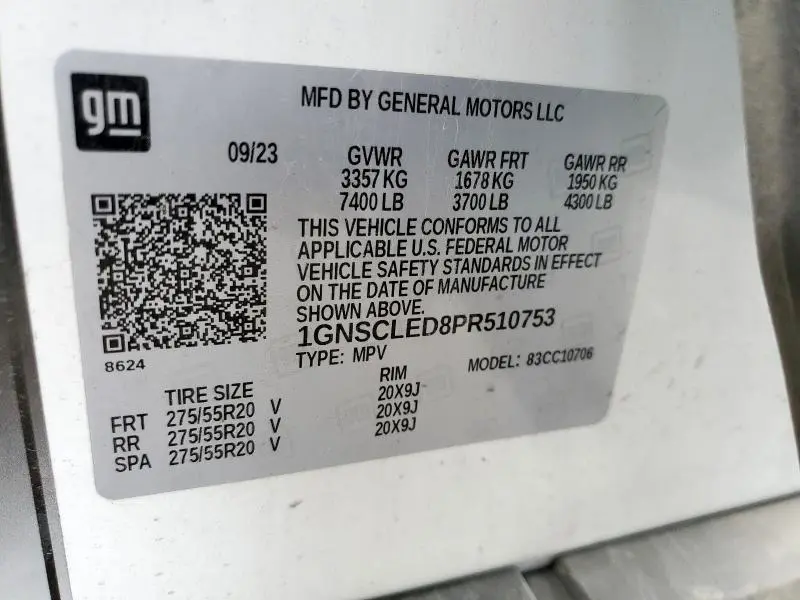 gm
MFD BY GENERAL MOTORS LLC
09/23 GVWR GAWR FRT GAWR RR
3357 KG 1678 KG 1950 KG
7400 LB 3700 LB 4300 LB
THIS VEHICLE CONFORMS TO ALL
APPLICABLE U.S. FEDERAL MOTOR
VEHICLE SAFETY STANDARDS IN EFFECT
ON THE DATE OF MANUFACTURE
SHOWN ABOVE.
1GNSCLED8PR510753
8624
TYPE: MPV MODEL: 83CC10706
TIRE SIZE RIM
FRT 275/55R20 V 20X9J
RR 275/55R20 V 20X9J
SPA 275/55R20 V 20X9J